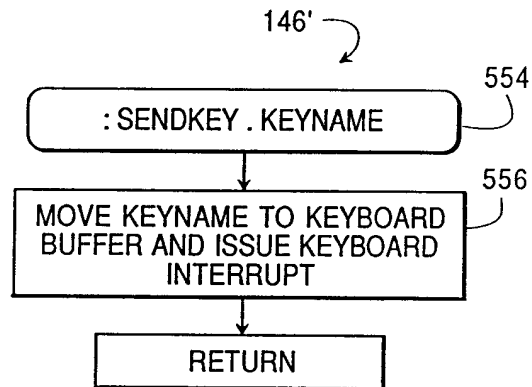 146'
554
:SENDKEY.KEYNAME
556
MOVE KEYNAME TO KEYBOARD
BUFFER AND ISSUE KEYBOARD
INTERRUPT
RETURN